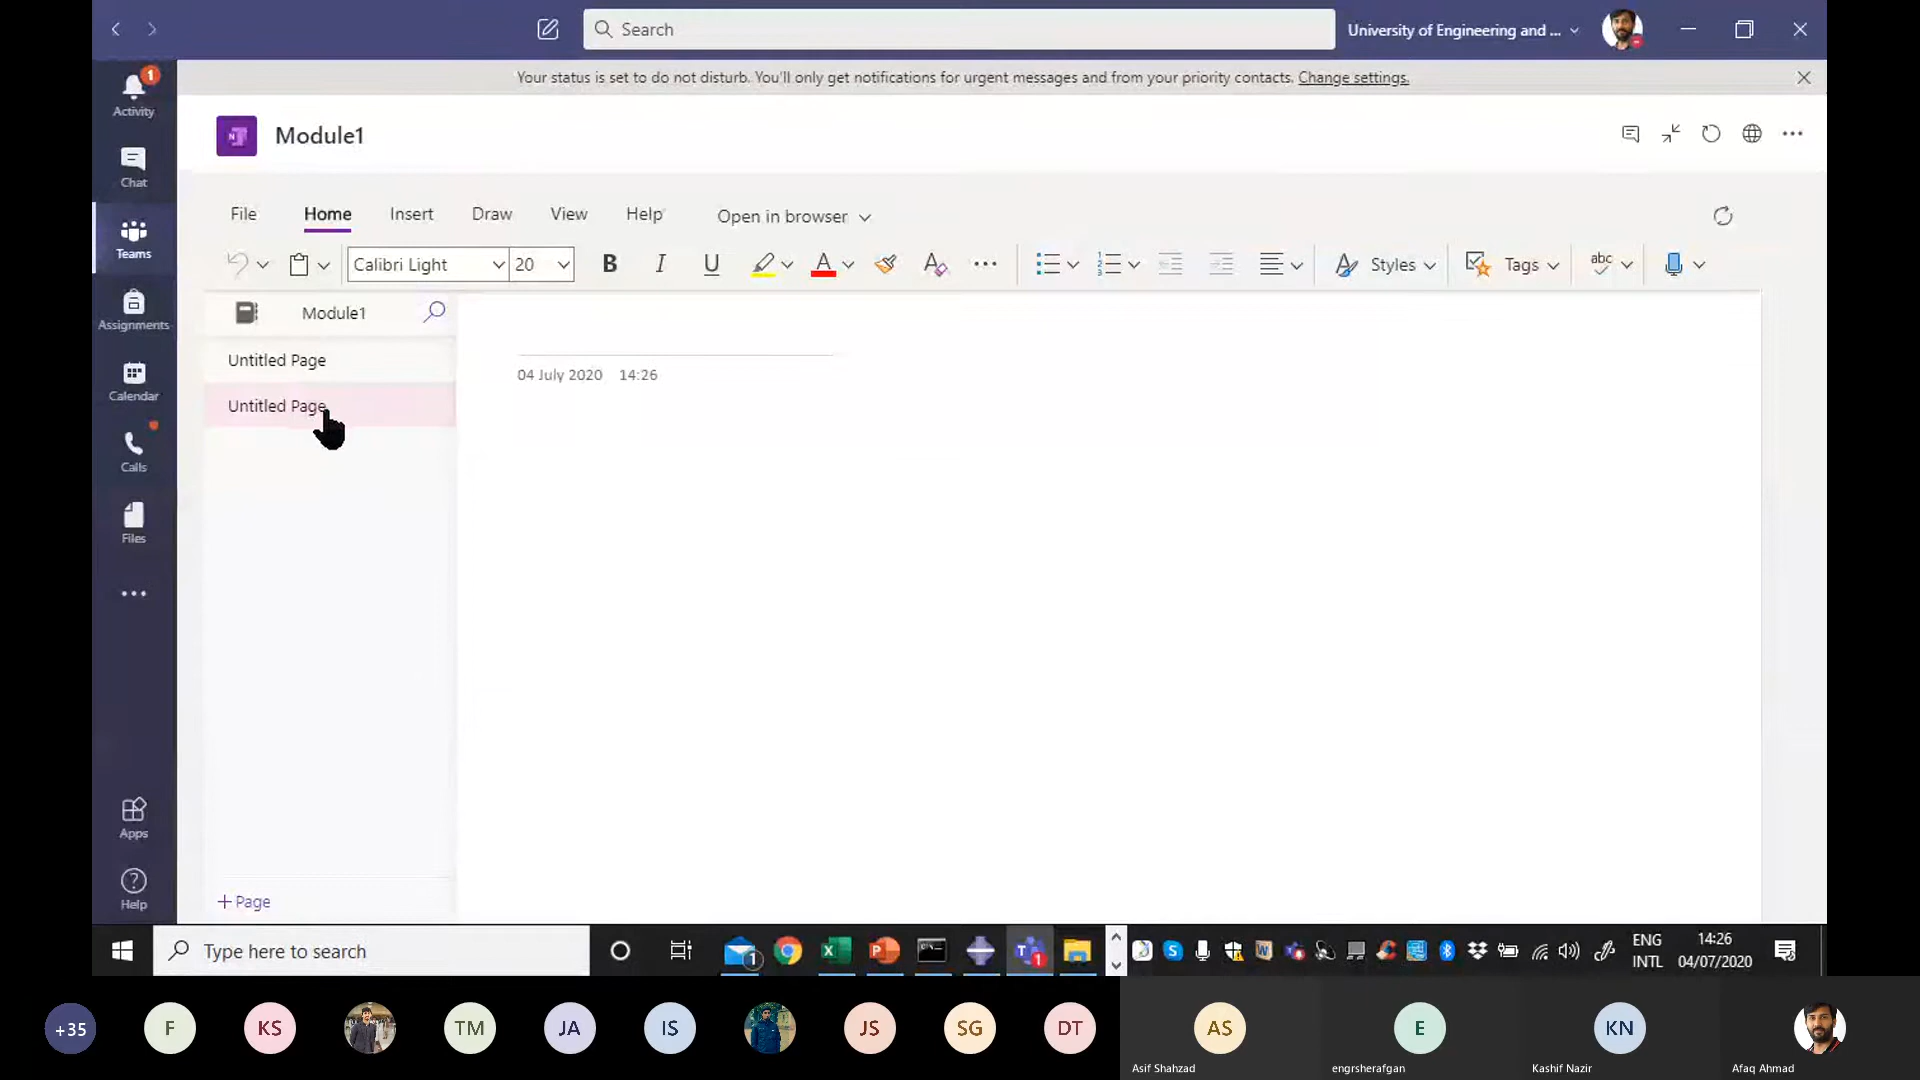 Search
University of Engineering and ...
Your status is set to do not disturb. You'll only get notifications for urgent messages and from your priority contacts. Change settings.
1
Activity
Chat
Teams
Assignments
Calendar
Calls
Files
Apps
Help
N
Module1
File Home Insert Draw View Help Open in browser
Calibri Light 20 B I U A A Styles Tags abc
Module1
Untitled Page
Untitled Page
+ Page
04 July 2020 14:26
Type here to search
1
1
ENG
INTL
14:26
04/07/2020
+35 F KS TM JA IS JS SG DT AS E KN
Asif Shahzad
engrsherafgan
Kashif Nazir
Afaq Ahmad